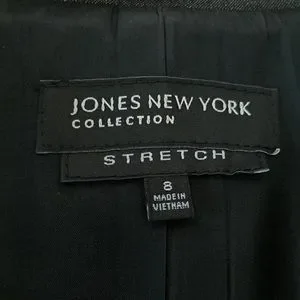 JONES NEW YORK
COLLECTION
STRETCH
8
MADE IN
VIETNAM